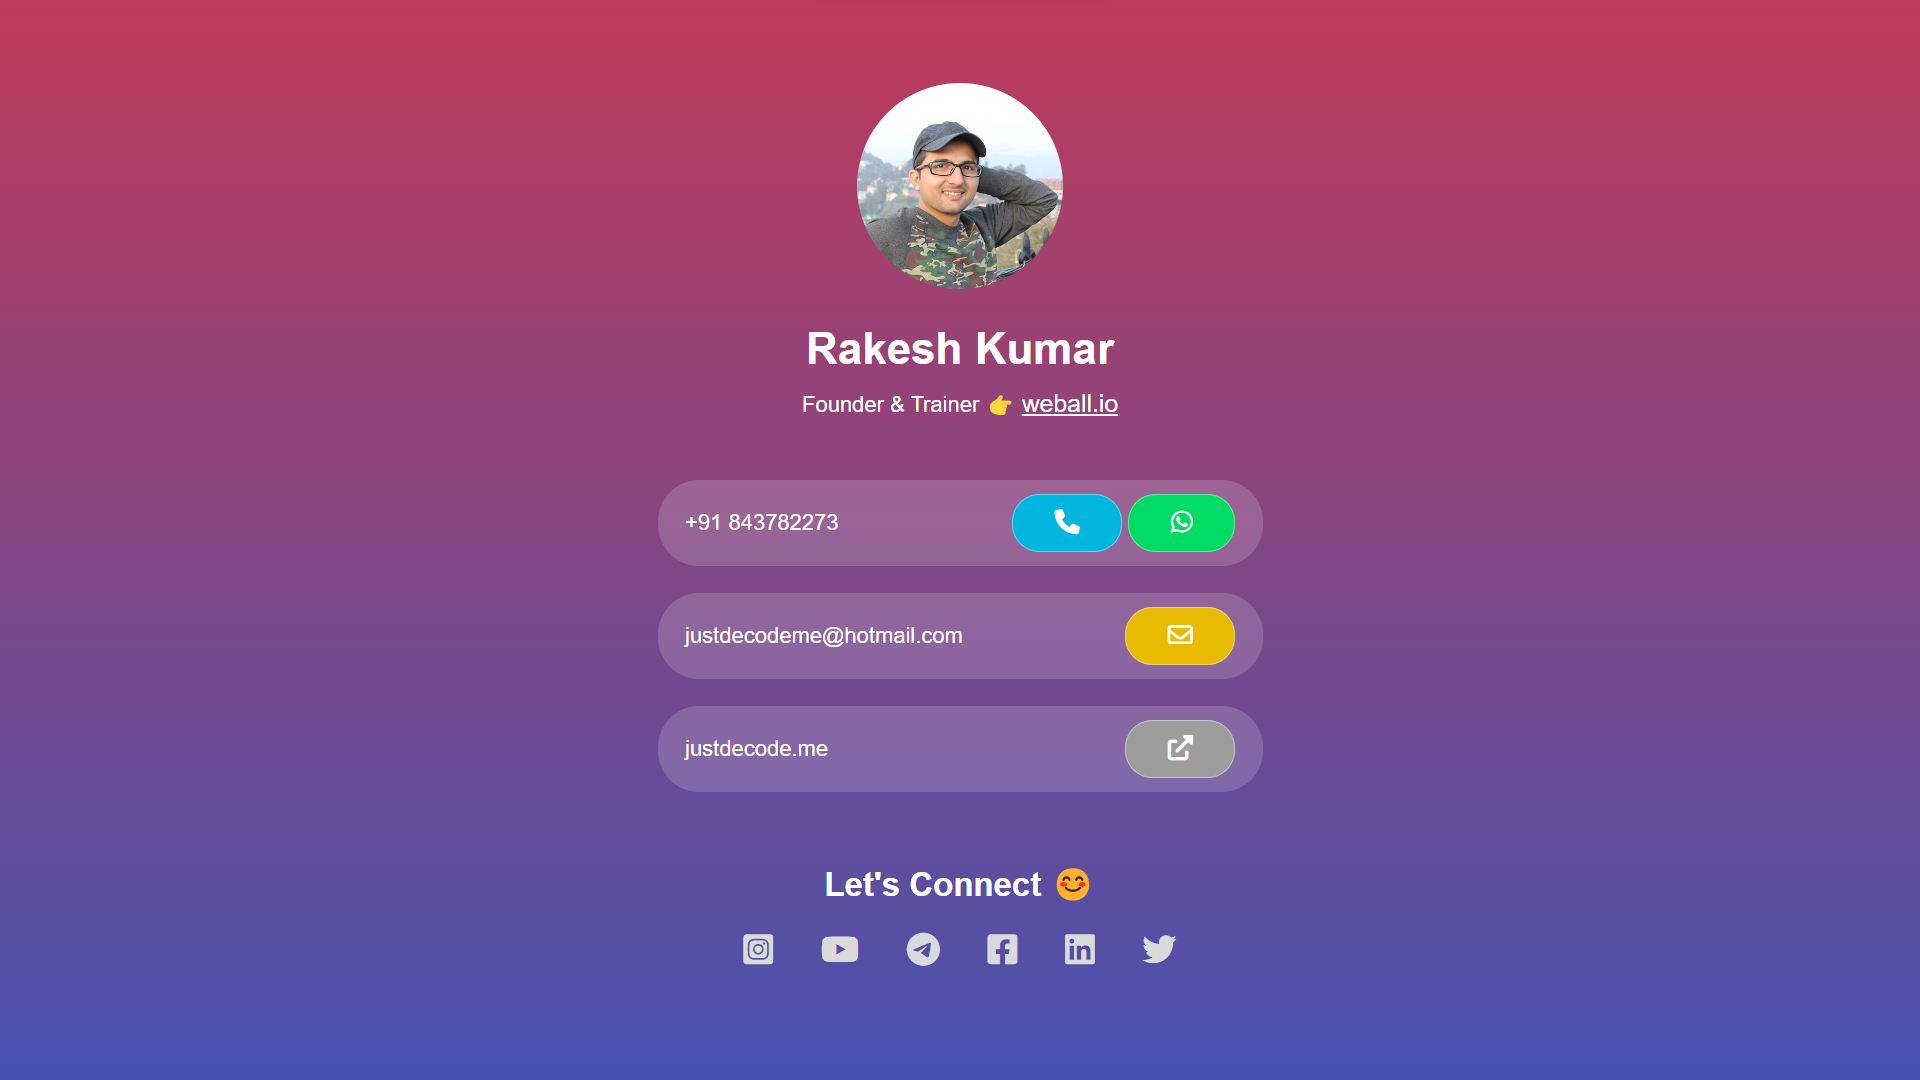 Rakesh Kumar
Founder & Trainer 👉 weball.io
+91 843782273
justdecodeme@hotmail.com
justdecode.me
Let's Connect 😊